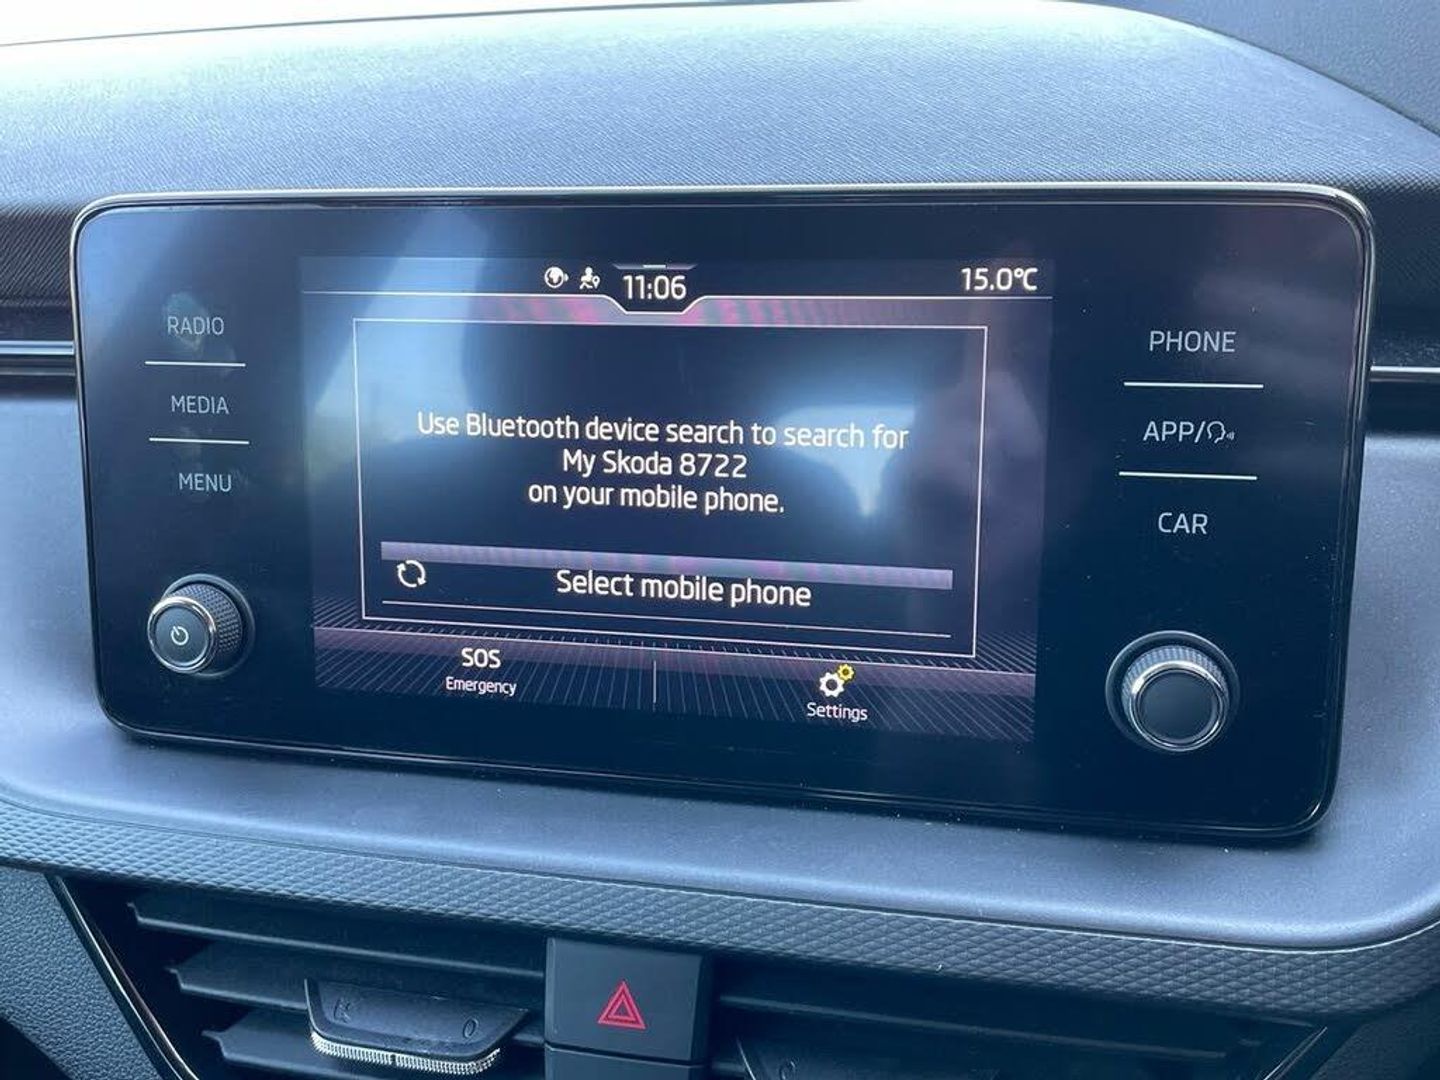 11:06
15.0℃
RADIO
MEDIA
MENU
PHONE
APP/
CAR
Use Bluetooth device search to search for
My Skoda 8722
on your mobile phone.
Select mobile phone
SOS
Emergency
Settings